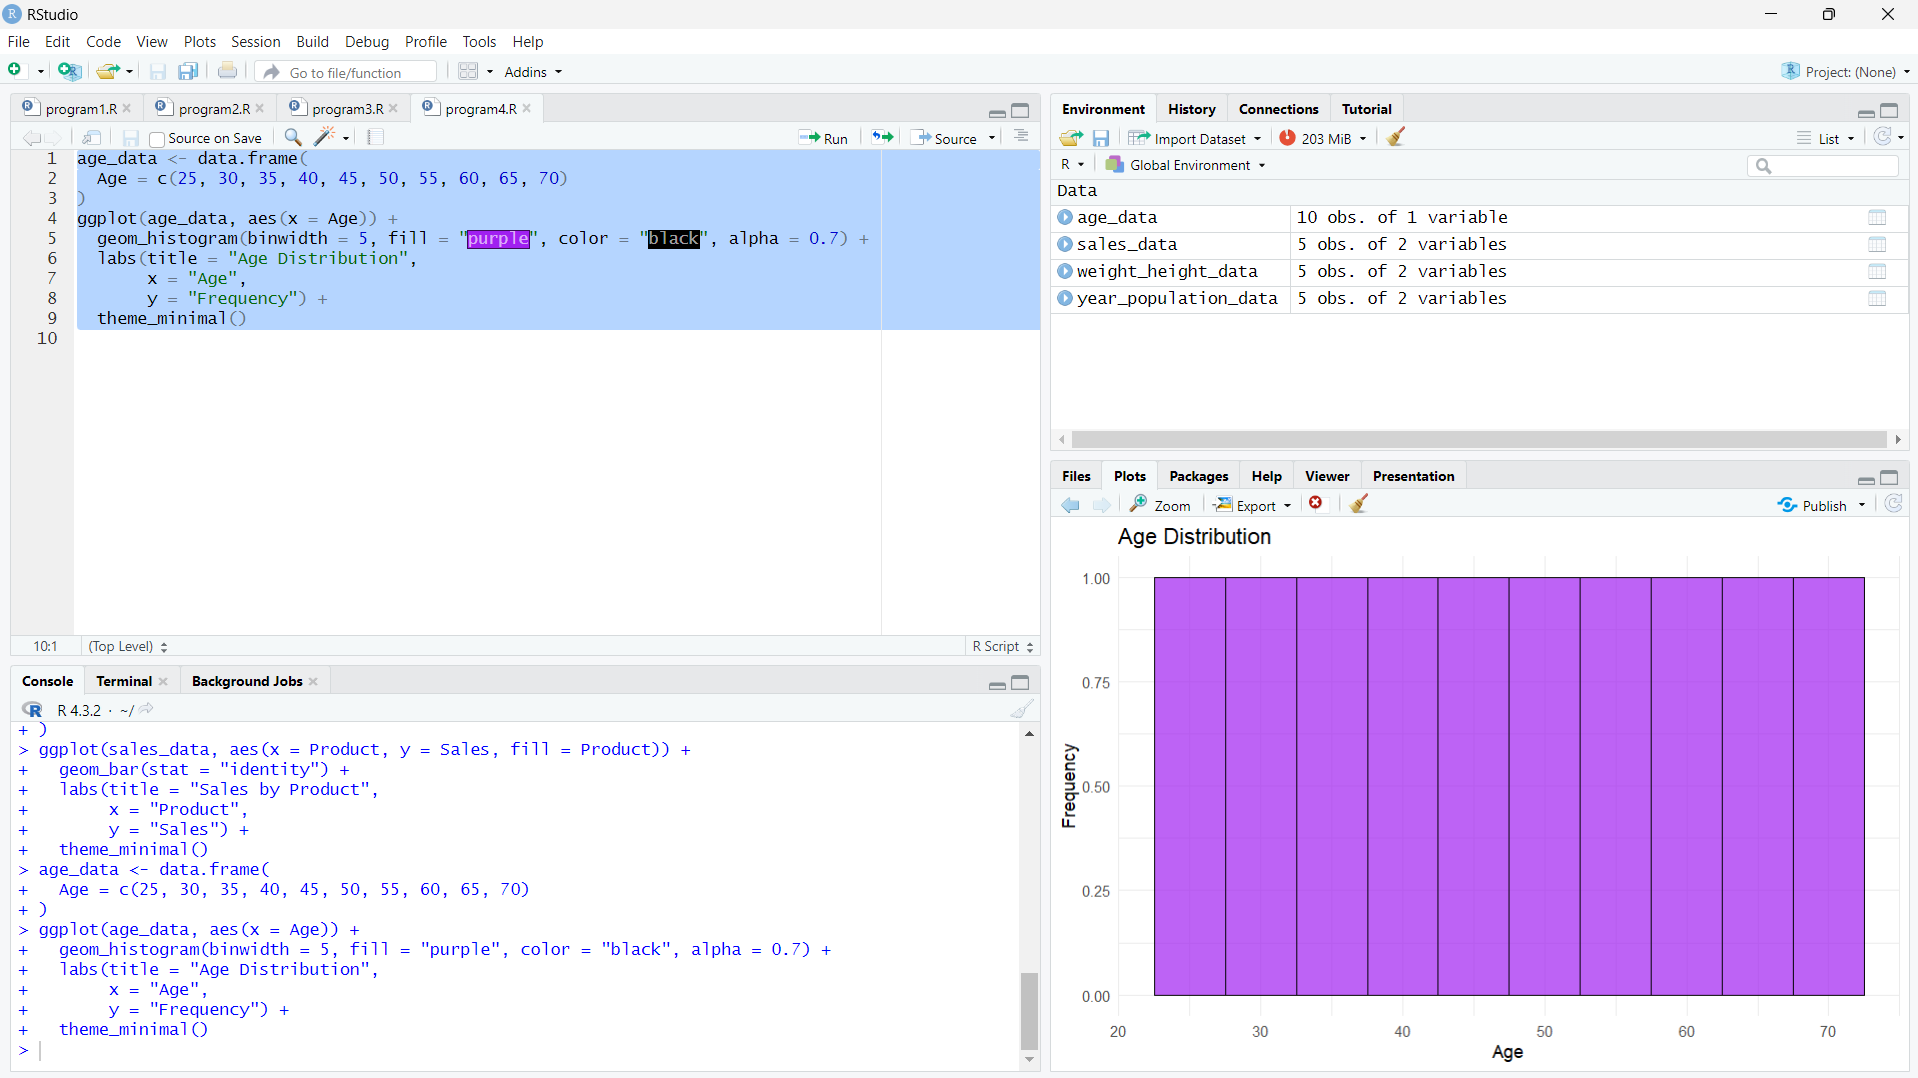 RStudio
File Edit Code View Plots Session Build Debug Profile Tools Help
Go to file/function Addins Project: (None)
program1.R program2.R program3.R program4.R
Source on Save Run Source
1 age_data <- data.frame(
2   Age = c(25, 30, 35, 40, 45, 50, 55, 60, 65, 70)
3 )
4 ggplot(age_data, aes(x = Age)) +
5   geom_histogram(binwidth = 5, fill = "purple", color = "black", alpha = 0.7) +
6   labs(title = "Age Distribution",
7        x = "Age",
8        y = "Frequency") +
9   theme_minimal()
10
10:1 (Top Level) R Script
Console Terminal Background Jobs
R 4.3.2 · ~/
+ )
> ggplot(sales_data, aes(x = Product, y = Sales, fill = Product)) +
+   geom_bar(stat = "identity") +
+   labs(title = "Sales by Product",
+        x = "Product",
+        y = "Sales") +
+   theme_minimal()
> age_data <- data.frame(
+   Age = c(25, 30, 35, 40, 45, 50, 55, 60, 65, 70)
+ )
> ggplot(age_data, aes(x = Age)) +
+   geom_histogram(binwidth = 5, fill = "purple", color = "black", alpha = 0.7) +
+   labs(title = "Age Distribution",
+        x = "Age",
+        y = "Frequency") +
+   theme_minimal()
>
Environment History Connections Tutorial
Import Dataset 203 MiB List
R Global Environment
Data
age_data 10 obs. of 1 variable
sales_data 5 obs. of 2 variables
weight_height_data 5 obs. of 2 variables
year_population_data 5 obs. of 2 variables
Files Plots Packages Help Viewer Presentation
Zoom Export Publish
Age Distribution
1.00
0.75
0.50
0.25
0.00
Frequency
20 30 40 50 60 70
Age